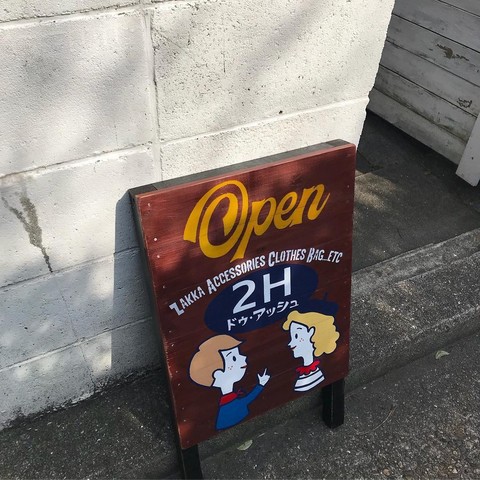 Open
ZAKKA ACCESSORIES CLOTHES BAG..ETC
2H
ドゥ・アッシュ